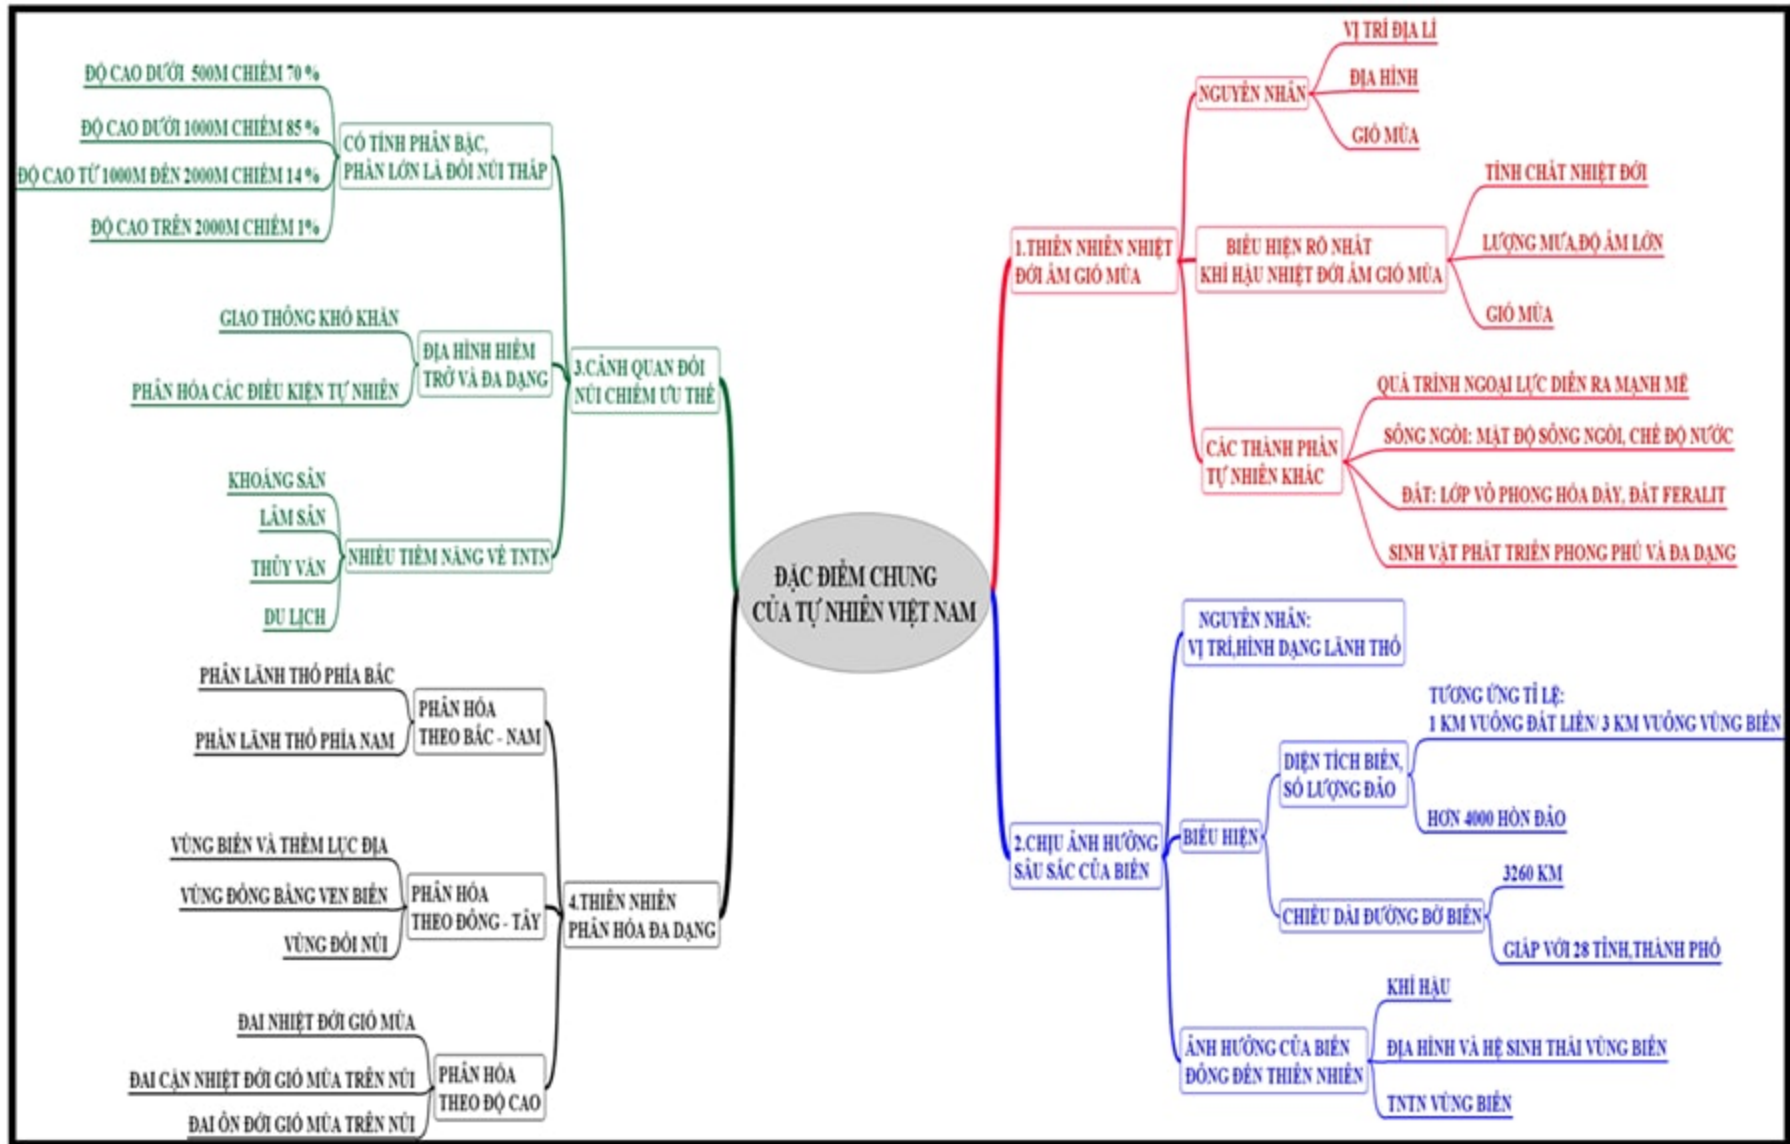 ĐẶC ĐIỂM CHUNG
CỦA TỰ NHIÊN VIỆT NAM
1.THIÊN NHIÊN NHIỆT
ĐỚI ẨM GIÓ MÙA
NGUYÊN NHÂN
VỊ TRÍ ĐỊA LÍ
ĐỊA HÌNH
GIÓ MÙA
BIỂU HIỆN RÕ NHẤT
KHÍ HẬU NHIỆT ĐỚI ẨM GIÓ MÙA
TÍNH CHẤT NHIỆT ĐỚI
LƯỢNG MƯA,ĐỘ ẨM LỚN
GIÓ MÙA
CÁC THÀNH PHẦN
TỰ NHIÊN KHÁC
QUÁ TRÌNH NGOẠI LỰC DIỄN RA MẠNH MẼ
SÔNG NGÒI: MẬT ĐỘ SÔNG NGÒI, CHẾ ĐỘ NƯỚC
ĐẤT: LỚP VỎ PHONG HÓA DÀY, ĐẤT FERALIT
SINH VẬT PHÁT TRIỂN PHONG PHÚ VÀ ĐA DẠNG
2.CHỊU ẢNH HƯỞNG
SÂU SẮC CỦA BIỂN
NGUYÊN NHÂN:
VỊ TRÍ,HÌNH DẠNG LÃNH THỔ
BIỂU HIỆN
DIỆN TÍCH BIỂN,
SỐ LƯỢNG ĐẢO
TƯƠNG ỨNG TỈ LỆ:
1 KM VUÔNG ĐẤT LIỀN/ 3 KM VUÔNG VÙNG BIỂN
HƠN 4000 HÒN ĐẢO
CHIỀU DÀI ĐƯỜNG BỜ BIỂN
3260 KM
GIÁP VỚI 28 TỈNH,THÀNH PHỐ
ẢNH HƯỞNG CỦA BIỂN
ĐÔNG ĐẾN THIÊN NHIÊN
KHÍ HẬU
ĐỊA HÌNH VÀ HỆ SINH THÁI VÙNG BIỂN
TNTN VÙNG BIỂN
3.CẢNH QUAN ĐỒI
NÚI CHIẾM ƯU THẾ
CÓ TÍNH PHÂN BẬC,
PHẦN LỚN LÀ ĐỒI NÚI THẤP
ĐỘ CAO DƯỚI 500M CHIẾM 70 %
ĐỘ CAO DƯỚI 1000M CHIẾM 85 %
ĐỘ CAO TỪ 1000M ĐẾN 2000M CHIẾM 14 %
ĐỘ CAO TRÊN 2000M CHIẾM 1%
ĐỊA HÌNH HIỂM
TRỞ VÀ ĐA DẠNG
GIAO THÔNG KHÓ KHĂN
PHÂN HÓA CÁC ĐIỀU KIỆN TỰ NHIÊN
NHIỀU TIỀM NĂNG VỀ TNTN
KHOÁNG SẢN
LÂM SẢN
THỦY VĂN
DU LỊCH
4.THIÊN NHIÊN
PHÂN HÓA ĐA DẠNG
PHÂN HÓA
THEO BẮC - NAM
PHẦN LÃNH THỔ PHÍA BẮC
PHẦN LÃNH THỔ PHÍA NAM
PHÂN HÓA
THEO ĐÔNG - TÂY
VÙNG BIỂN VÀ THỀM LỤC ĐỊA
VÙNG ĐỒNG BẰNG VEN BIỂN
VÙNG ĐỒI NÚI
PHÂN HÓA
THEO ĐỘ CAO
ĐAI NHIỆT ĐỚI GIÓ MÙA
ĐAI CẬN NHIỆT ĐỚI GIÓ MÙA TRÊN NÚI
ĐAI ÔN ĐỚI GIÓ MÙA TRÊN NÚI